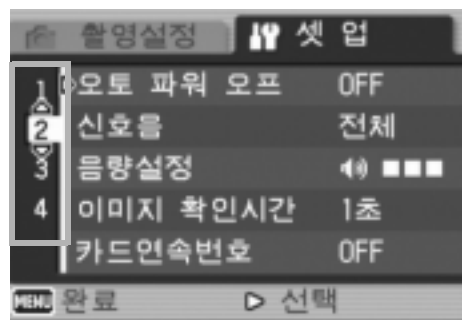 촬영설정 셋 업
1 오토 파워 오프 OFF
2 신호음 전체
3 음량설정
4 이미지 확인시간 1초
카드연속번호 OFF
MENU 완료 선택